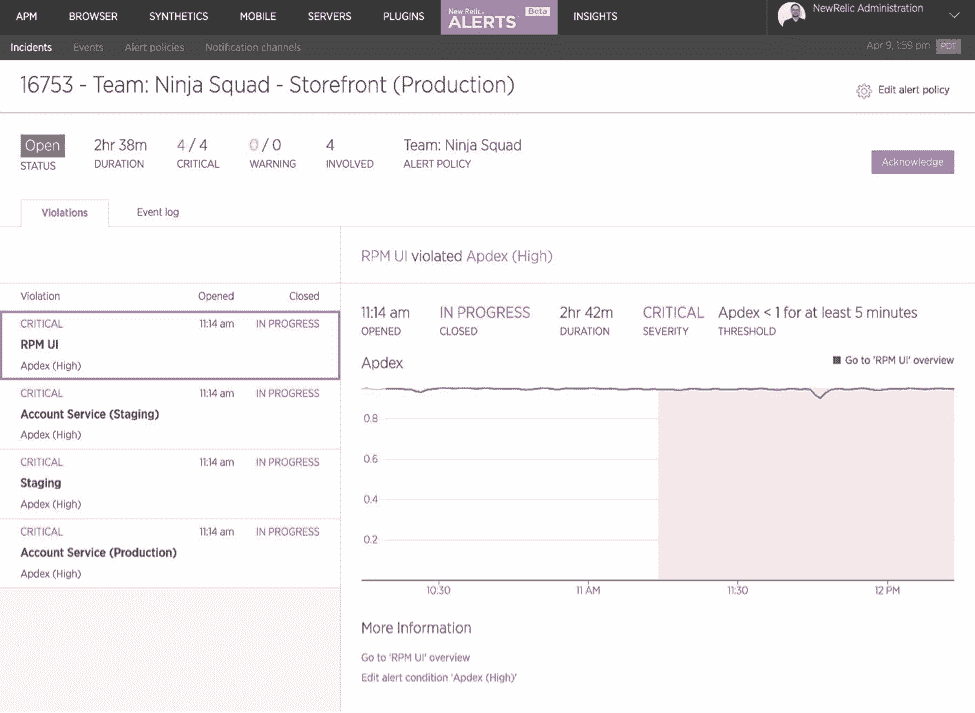 APM BROWSER SYNTHETICS MOBILE SERVERS PLUGINS New Relic. ALERTS Beta INSIGHTS NewRelic Administration
Incidents Events Alert policies Notification channels Apr 9, 1:59 pm PDT
16753 - Team: Ninja Squad - Storefront (Production)
Edit alert policy
Open 2hr 38m 4 / 4 0 / 0 4 Team: Ninja Squad
STATUS DURATION CRITICAL WARNING INVOLVED ALERT POLICY
Acknowledge
Violations Event log
RPM UI violated Apdex (High)
Violation Opened Closed
CRITICAL 11:14 am IN PROGRESS
RPM UI
Apdex (High)
CRITICAL 11:14 am IN PROGRESS
Account Service (Staging)
Apdex (High)
CRITICAL 11:14 am IN PROGRESS
Staging
Apdex (High)
CRITICAL 11:14 am IN PROGRESS
Account Service (Production)
Apdex (High)
11:14 am IN PROGRESS 2hr 42m CRITICAL Apdex < 1 for at least 5 minutes
OPENED CLOSED DURATION SEVERITY THRESHOLD
Apdex
Go to 'RPM UI' overview
0.8
0.6
0.4
0.2
10:30 11 AM 11:30 12 PM
More Information
Go to 'RPM UI' overview
Edit alert condition 'Apdex (High)'